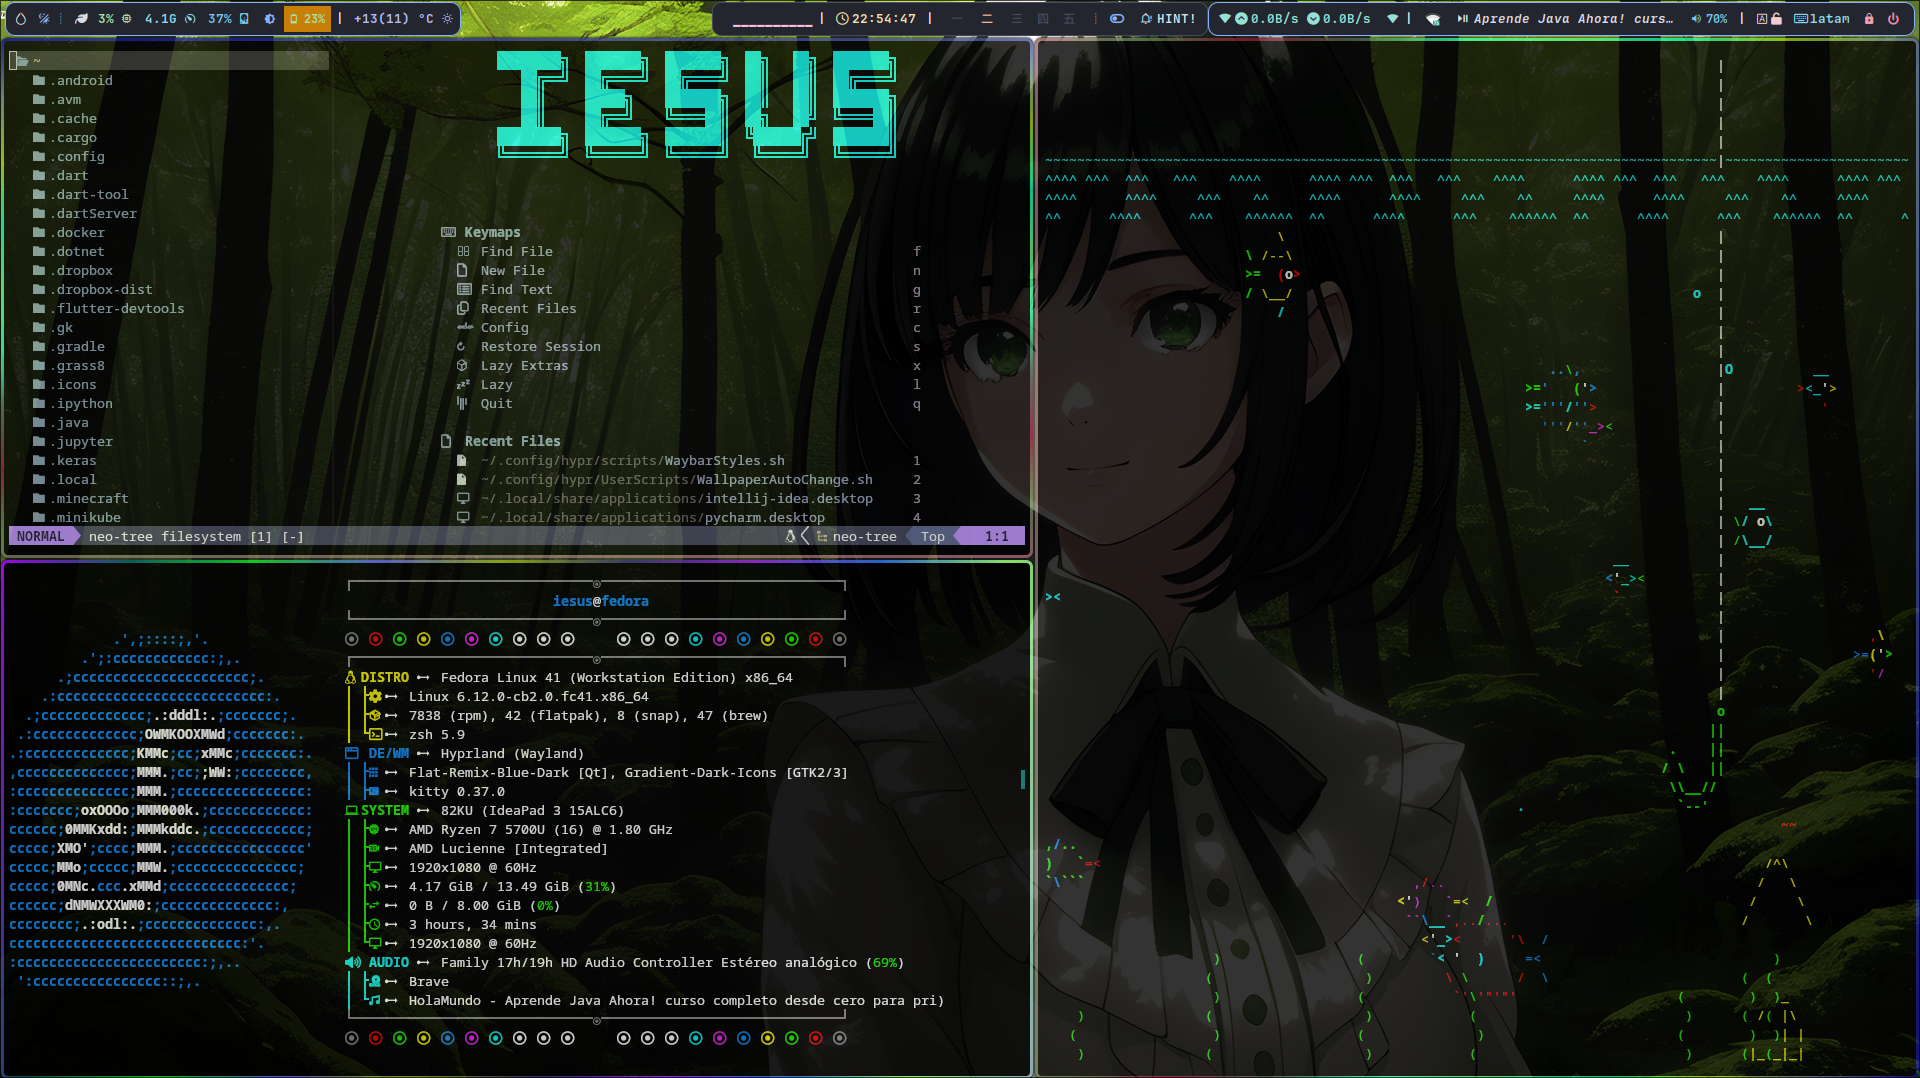 3% 4.1G 37% 23% | +13(11) °C
| 22:54:47 | 一 二 三 四 五 HINT!
0.0B/s 0.0B/s | Aprende Java Ahora! curs… 70% | latam
IESUS
~
.android
.avm
.cache
.cargo
.config
.dart
.dart-tool
.dartServer
.docker
.dotnet
.dropbox
.dropbox-dist
.flutter-devtools
.gk
.gradle
.grass8
.icons
.ipython
.java
.jupyter
.keras
.local
.minecraft
.minikube
Keymaps
Find File f
New File n
Find Text g
Recent Files r
Config c
Restore Session s
Lazy Extras x
Lazy l
Quit q
Recent Files
~/.config/hypr/scripts/WaybarStyles.sh 1
~/.config/hypr/UserScripts/WallpaperAutoChange.sh 2
~/.local/share/applications/intellij-idea.desktop 3
~/.local/share/applications/pycharm.desktop 4
NORMAL neo-tree filesystem [1] [-] neo-tree Top 1:1
iesus@fedora
DISTRO Fedora Linux 41 (Workstation Edition) x86_64
Linux 6.12.0-cb2.0.fc41.x86_64
7838 (rpm), 42 (flatpak), 8 (snap), 47 (brew)
zsh 5.9
DE/WM Hyprland (Wayland)
Flat-Remix-Blue-Dark [Qt], Gradient-Dark-Icons [GTK2/3]
kitty 0.37.0
SYSTEM 82KU (IdeaPad 3 15ALC6)
AMD Ryzen 7 5700U (16) @ 1.80 GHz
AMD Lucienne [Integrated]
1920x1080 @ 60Hz
4.17 GiB / 13.49 GiB (31%)
0 B / 8.00 GiB (0%)
3 hours, 34 mins
1920x1080 @ 60Hz
AUDIO Family 17h/19h HD Audio Controller Estéreo analógico (69%)
Brave
HolaMundo - Aprende Java Ahora! curso completo desde cero para pri)